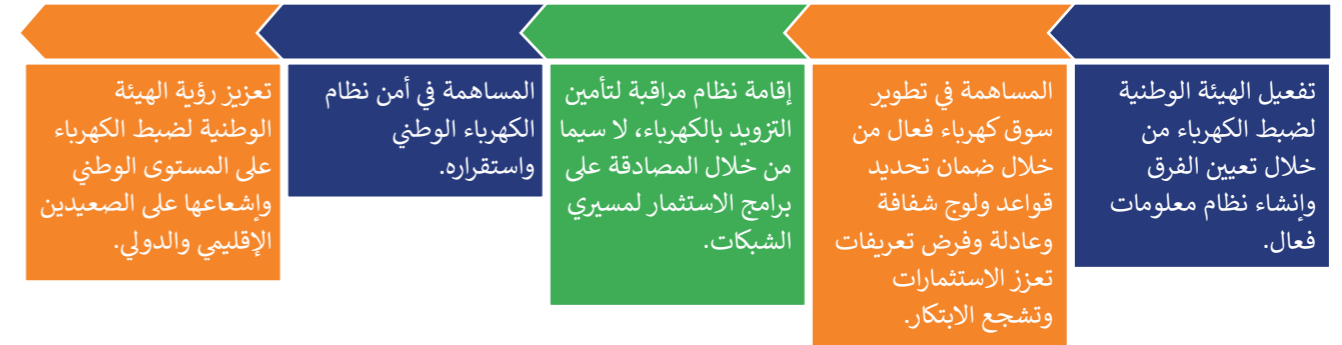 تفعيل الهيئة الوطنية
لضبط الكهرباء من
خلال تعيين الفرق
وإنشاء نظام معلومات
فعال.
المساهمة في تطوير
سوق كهرباء فعال من
خلال ضمان تحديد
قواعد ولوج شفافة
وعادلة وفرض تعريفات
تعزز الاستثمارات
وتشجع الابتكار.
إقامة نظام مراقبة لتأمين
التزويد بالكهرباء، لا سيما
من خلال المصادقة على
برامج الاستثمار لمسيري
الشبكات.
المساهمة في أمن نظام
الكهرباء الوطني
واستقراره.
تعزيز رؤية الهيئة
الوطنية لضبط الكهرباء
على المستوى الوطني
وإشعاعها على الصعيدين
الإقليمي والدولي.